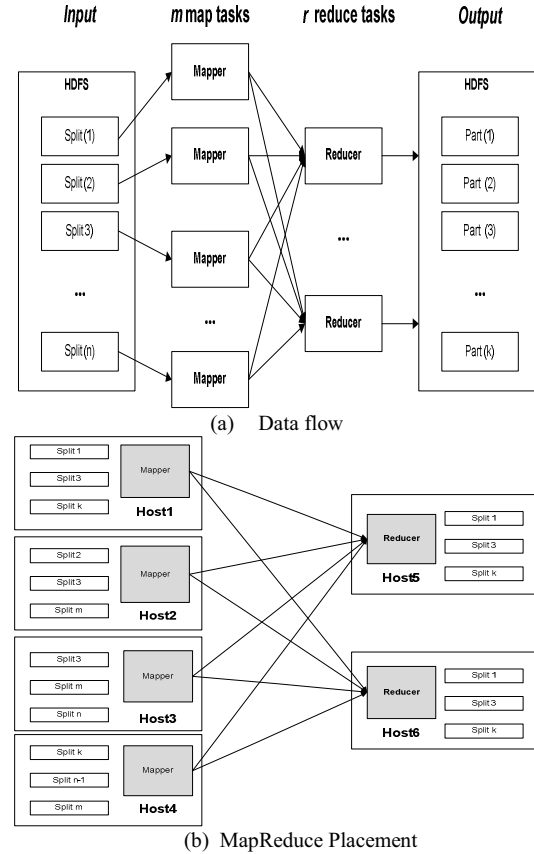 Input m map tasks r reduce tasks Output
HDFS
Split(1)
Split(2)
Split3)
...
Split(n)
Mapper
Mapper
Mapper
...
Mapper
Reducer
...
Reducer
HDFS
Part(1)
Part(2)
Part(3)
...
Part(k)
(a) Data flow
Split1
Split3
Split k
Mapper
Host1
Split2
Split3
Split m
Mapper
Host2
Split3
Split m
Split n
Mapper
Host3
Split k
Split n-1
Split m
Mapper
Host4
Reducer
Host5
Split 1
Split 3
Split k
Reducer
Host6
Split 1
Split 3
Split k
(b) MapReduce Placement